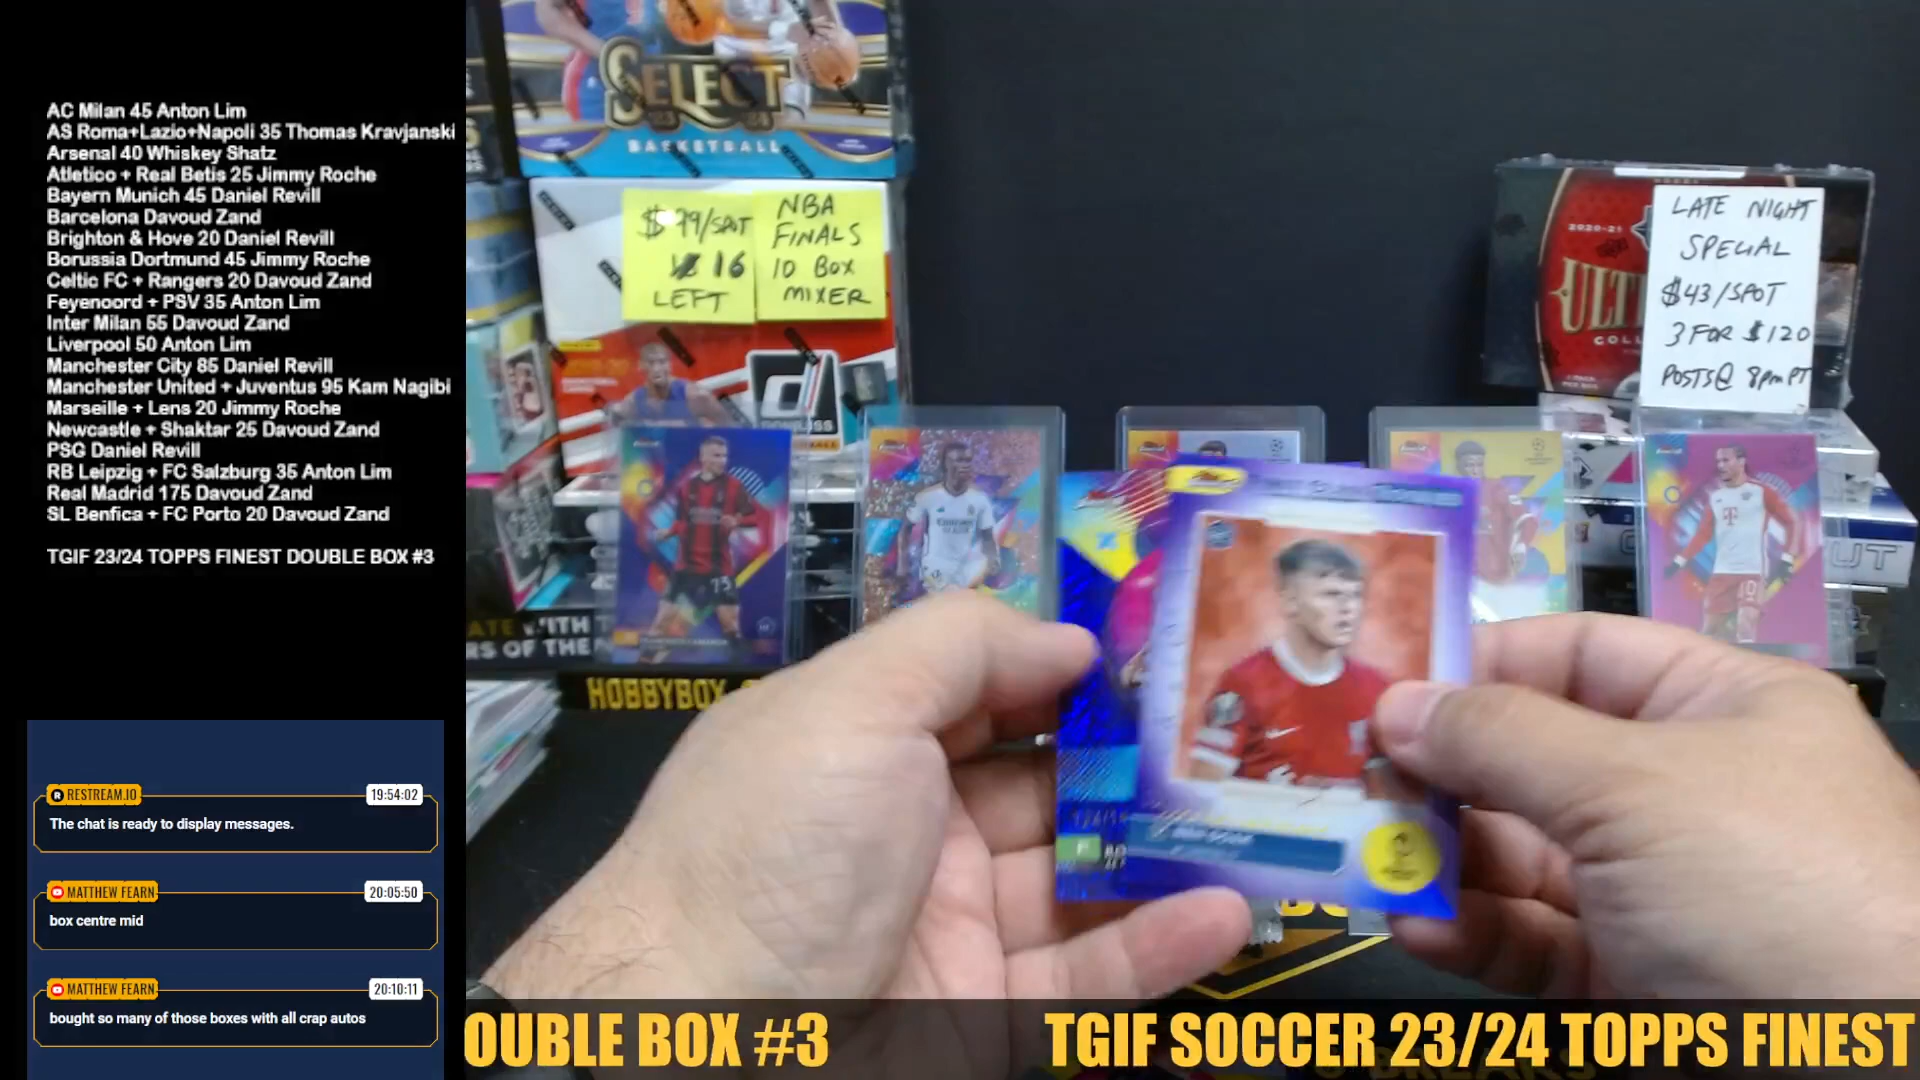 AC Milan 45 Anton Lim
AS Roma+Lazio+Napoli 35 Thomas Kravjanski
Arsenal 40 Whiskey Shatz
Atletico + Real Betis 25 Jimmy Roche
Bayern Munich 45 Daniel Revill
Barcelona Davoud Zand
Brighton & Hove 20 Daniel Revill
Borussia Dortmund 45 Jimmy Roche
Celtic FC + Rangers 20 Davoud Zand
Feyenoord + PSV 35 Anton Lim
Inter Milan 55 Davoud Zand
Liverpool 50 Anton Lim
Manchester City 85 Daniel Revill
Manchester United + Juventus 95 Kam Nagibi
Marseille + Lens 20 Jimmy Roche
Newcastle + Shaktar 25 Davoud Zand
PSG Daniel Revill
RB Leipzig + FC Salzburg 35 Anton Lim
Real Madrid 175 Davoud Zand
SL Benfica + FC Porto 20 Davoud Zand
TGIF 23/24 TOPPS FINEST DOUBLE BOX #3
RESTREAM.IO
19:54:02
The chat is ready to display messages.
MATTHEW FEARN
20:05:50
box centre mid
MATTHEW FEARN
20:10:11
bought so many of those boxes with all crap autos
SELECT
BASKETBALL
$99/SPOT
16
LEFT
NBA
FINALS
10 BOX
MIXER
2020-21
ULT
COLL
LATE NIGHT
SPECIAL
$43/SPOT
3 FOR $120
POSTS@ 8pm PT
HOBBYBOX
OUBLE BOX #3
TGIF SOCCER 23/24 TOPPS FINEST